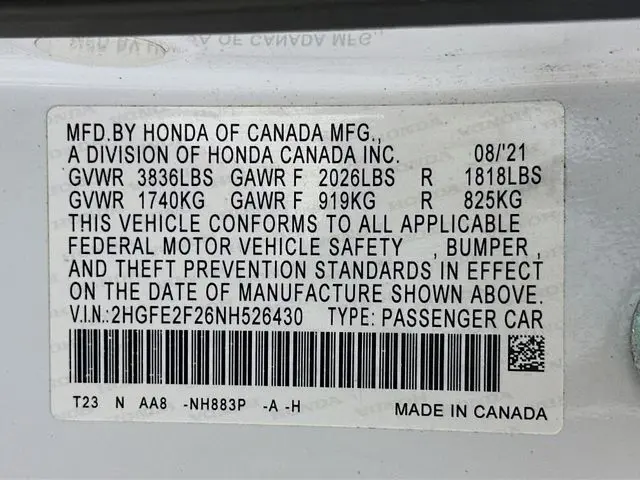 MFD.BY HONDA OF CANADA MFG.,
A DIVISION OF HONDA CANADA INC. 08/'21
GVWR 3836LBS GAWR F 2026LBS R 1818LBS
GVWR 1740KG GAWR F 919KG R 825KG
THIS VEHICLE CONFORMS TO ALL APPLICABLE
FEDERAL MOTOR VEHICLE SAFETY , BUMPER ,
AND THEFT PREVENTION STANDARDS IN EFFECT
ON THE DATE OF MANUFACTURE SHOWN ABOVE.
V.I.N.:2HGFE2F26NH526430 TYPE: PASSENGER CAR
T23 N AA8 -NH883P -A -H
MADE IN CANADA